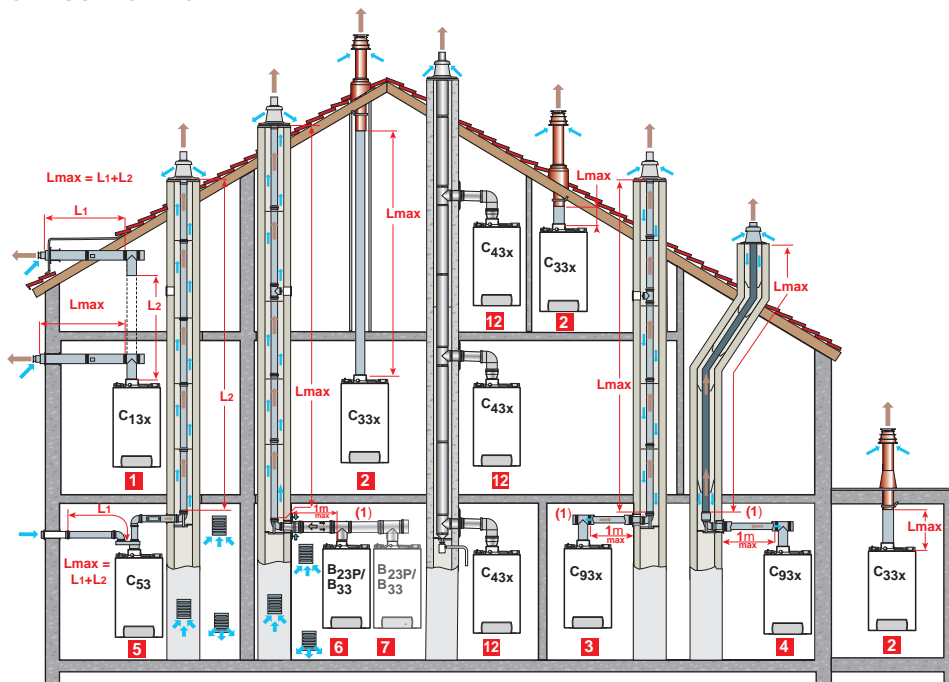 Lmax = L1+L2
L1
Lmax
L2
C13x
1
L2
Lmax
Lmax
C33x
2
C43x
12
C43x
12
C43x
12
Lmax
C33x
2
Lmax
Lmax
L1
Lmax =
L1+L2
C53
5
1m
max
(1)
B23P/
B33
6
B23P/
B33
7
(1)
1m
max
C93x
3
1m
max
(1)
C93x
4
Lmax
C33x
2